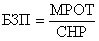 БЗП = МРОТ
СНР